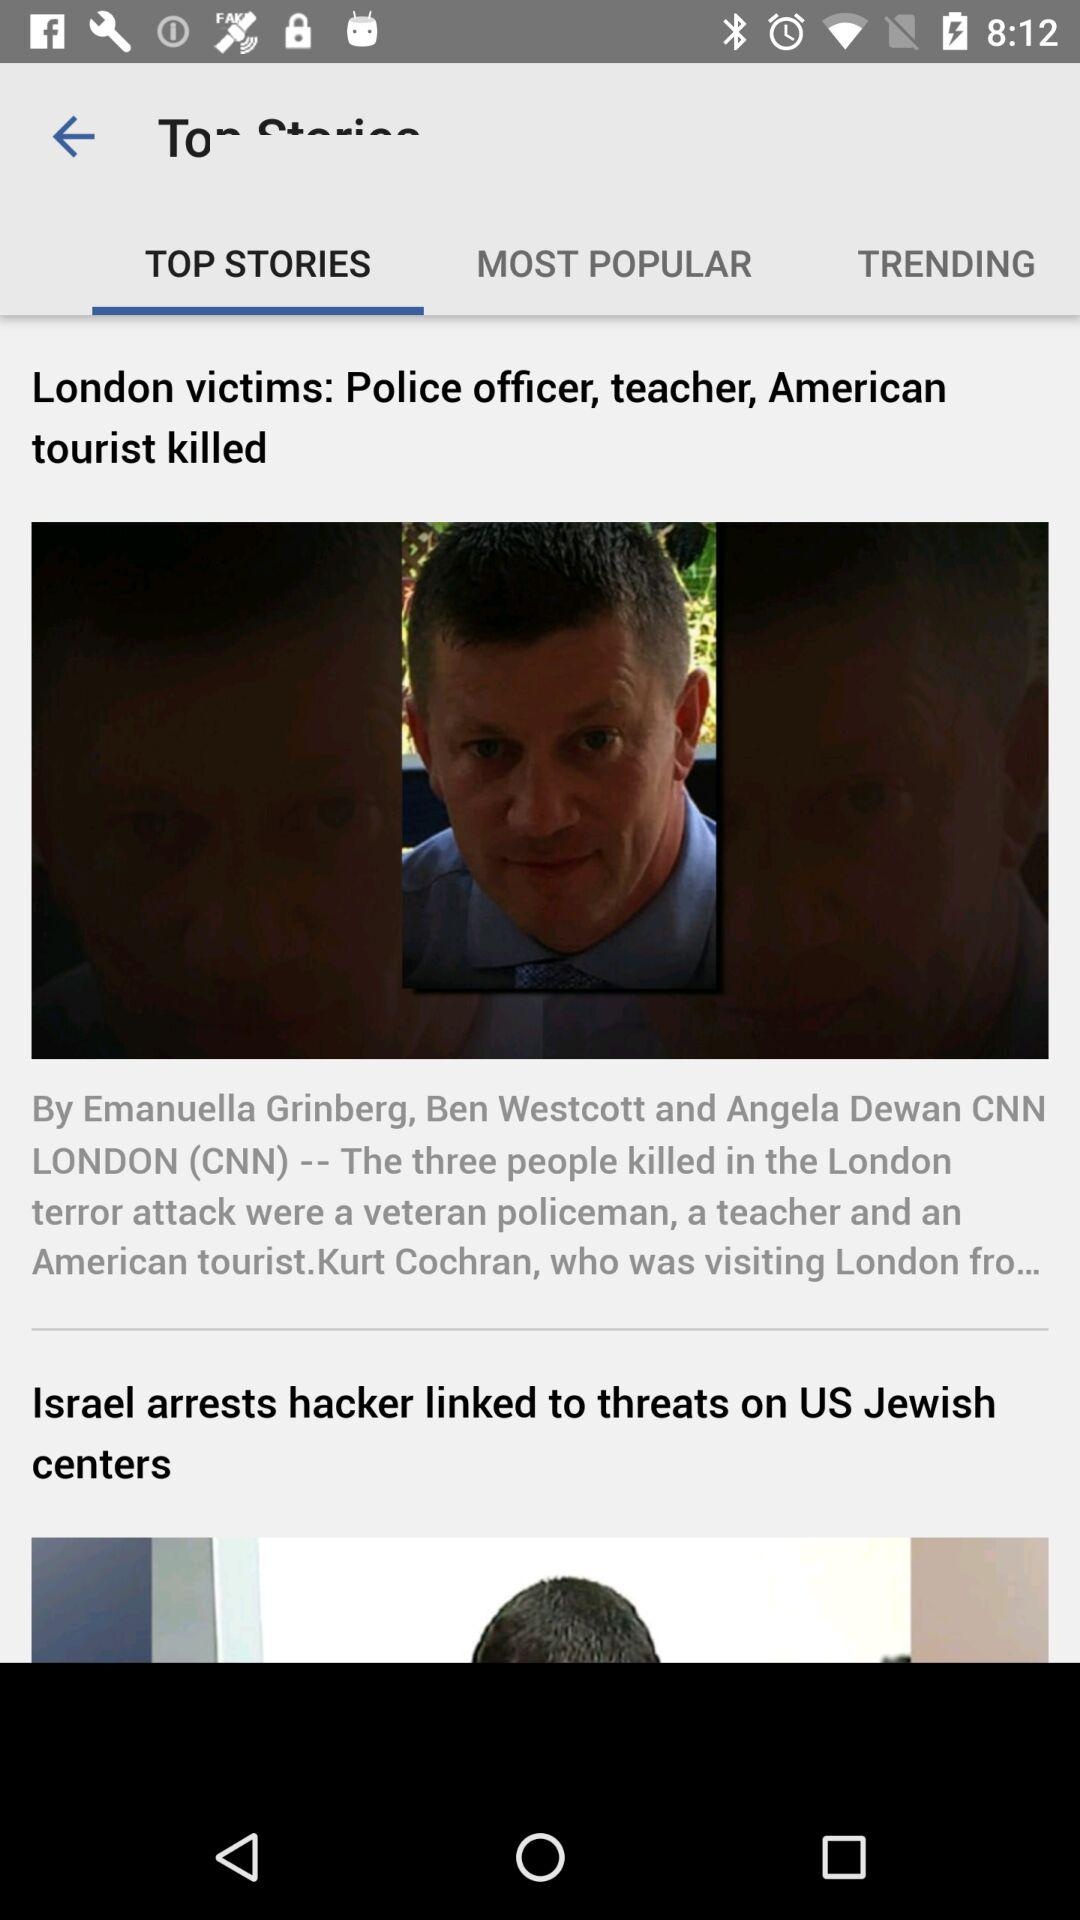 FAKE
8:12
Top Stories
TOP STORIES
MOST POPULAR
TRENDING
London victims: Police officer, teacher, American
tourist killed
By Emanuella Grinberg, Ben Westcott and Angela Dewan CNN
LONDON (CNN) -- The three people killed in the London
terror attack were a veteran policeman, a teacher and an
American tourist.Kurt Cochran, who was visiting London fro...
Israel arrests hacker linked to threats on US Jewish
centers